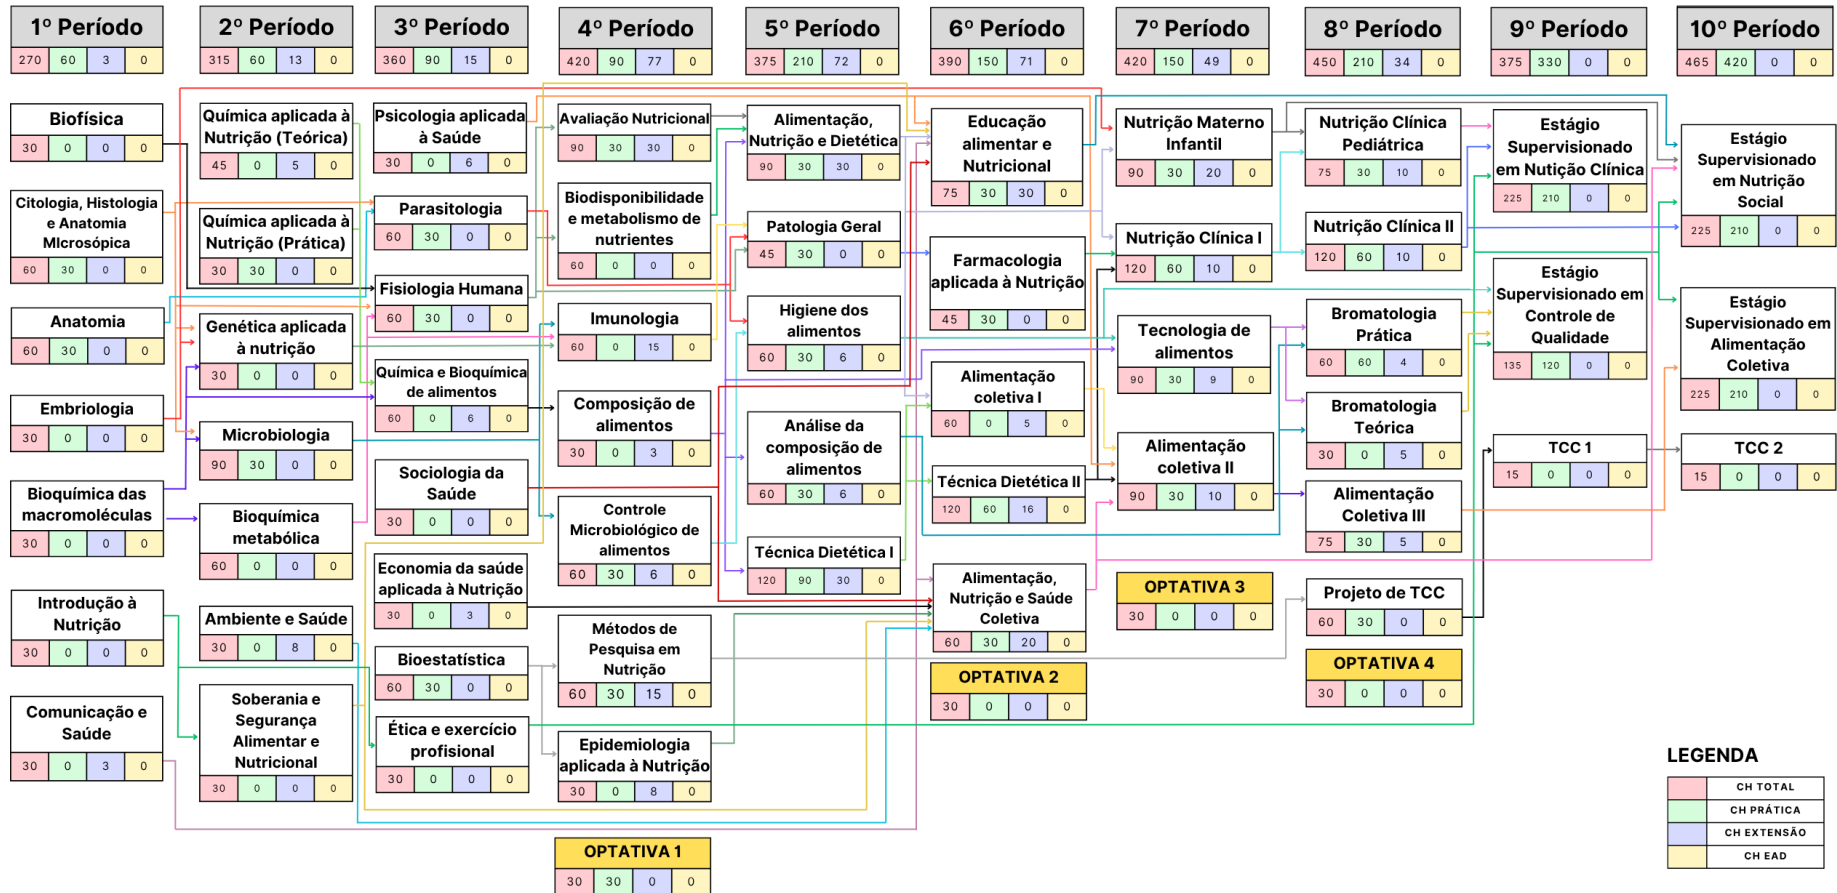 1º Período
270 60 3 0
Biofísica
30 0 0 0
Citologia, Histologia
e Anatomia
MIcrosópica
60 30 0 0
Anatomia
60 30 0 0
Embriologia
30 0 0 0
Bioquímica das
macromoléculas
30 0 0 0
Introdução à
Nutrição
30 0 0 0
Comunicação e
Saúde
30 0 3 0
2º Período
315 60 13 0
Química aplicada à
Nutrição (Teórica)
45 0 5 0
Química aplicada à
Nutrição (Prática)
30 30 0 0
Genética aplicada
à nutrição
30 0 0 0
Microbiologia
90 30 0 0
Bioquímica
metabólica
60 0 0 0
Ambiente e Saúde
30 0 8 0
Soberania e
Segurança
Alimentar e
Nutricional
30 0 0 0
3º Período
360 90 15 0
Psicologia aplicada
à Saúde
30 0 6 0
Parasitologia
60 30 0 0
Fisiologia Humana
60 30 0 0
Química e Bioquímica
de alimentos
60 0 6 0
Sociologia da
Saúde
30 0 0 0
Economia da saúde
aplicada à Nutrição
30 0 3 0
Bioestatística
60 30 0 0
Ética e exercício
profisional
30 0 0 0
4º Período
420 90 77 0
Avaliação Nutricional
90 30 30 0
Biodisponibilidade
e metabolismo de
nutrientes
60 0 0 0
Imunologia
60 0 15 0
Composição de
alimentos
30 0 3 0
Controle
Microbiológico de
alimentos
60 30 6 0
Métodos de
Pesquisa em
Nutrição
60 30 15 0
Epidemiologia
aplicada à Nutrição
30 0 8 0
OPTATIVA 1
30 30 0 0
5º Período
375 210 72 0
Alimentação,
Nutrição e Dietética
90 30 30 0
Patologia Geral
45 30 0 0
Higiene dos
alimentos
60 30 6 0
Análise da
composição de
alimentos
60 30 6 0
Técnica Dietética I
120 90 30 0
6º Período
390 150 71 0
Educação
alimentar e
Nutricional
75 30 30 0
Farmacologia
aplicada à Nutrição
45 30 0 0
Alimentação
coletiva I
60 0 5 0
Técnica Dietética II
120 60 16 0
Alimentação,
Nutrição e Saúde
Coletiva
60 30 20 0
OPTATIVA 2
30 0 0 0
7º Período
420 150 49 0
Nutrição Materno
Infantil
90 30 20 0
Nutrição Clínica I
120 60 10 0
Tecnologia de
alimentos
90 30 9 0
Alimentação
coletiva II
90 30 10 0
OPTATIVA 3
30 0 0 0
8º Período
450 210 34 0
Nutrição Clínica
Pediátrica
75 30 10 0
Nutrição Clínica II
120 60 10 0
Bromatologia
Prática
60 60 4 0
Bromatologia
Teórica
30 0 5 0
Alimentação
Coletiva III
75 30 5 0
Projeto de TCC
60 30 0 0
OPTATIVA 4
30 0 0 0
9º Período
375 330 0 0
Estágio
Supervisionado
em Nutição Clínica
225 210 0 0
Estágio
Supervisionado em
Controle de
Qualidade
135 120 0 0
TCC 1
15 0 0 0
10º Período
465 420 0 0
Estágio
Supervisionado
em Nutrição
Social
225 210 0 0
Estágio
Supervisionado em
Alimentação
Coletiva
225 210 0 0
TCC 2
15 0 0 0
LEGENDA
CH TOTAL
CH PRÁTICA
CH EXTENSÃO
CH EAD